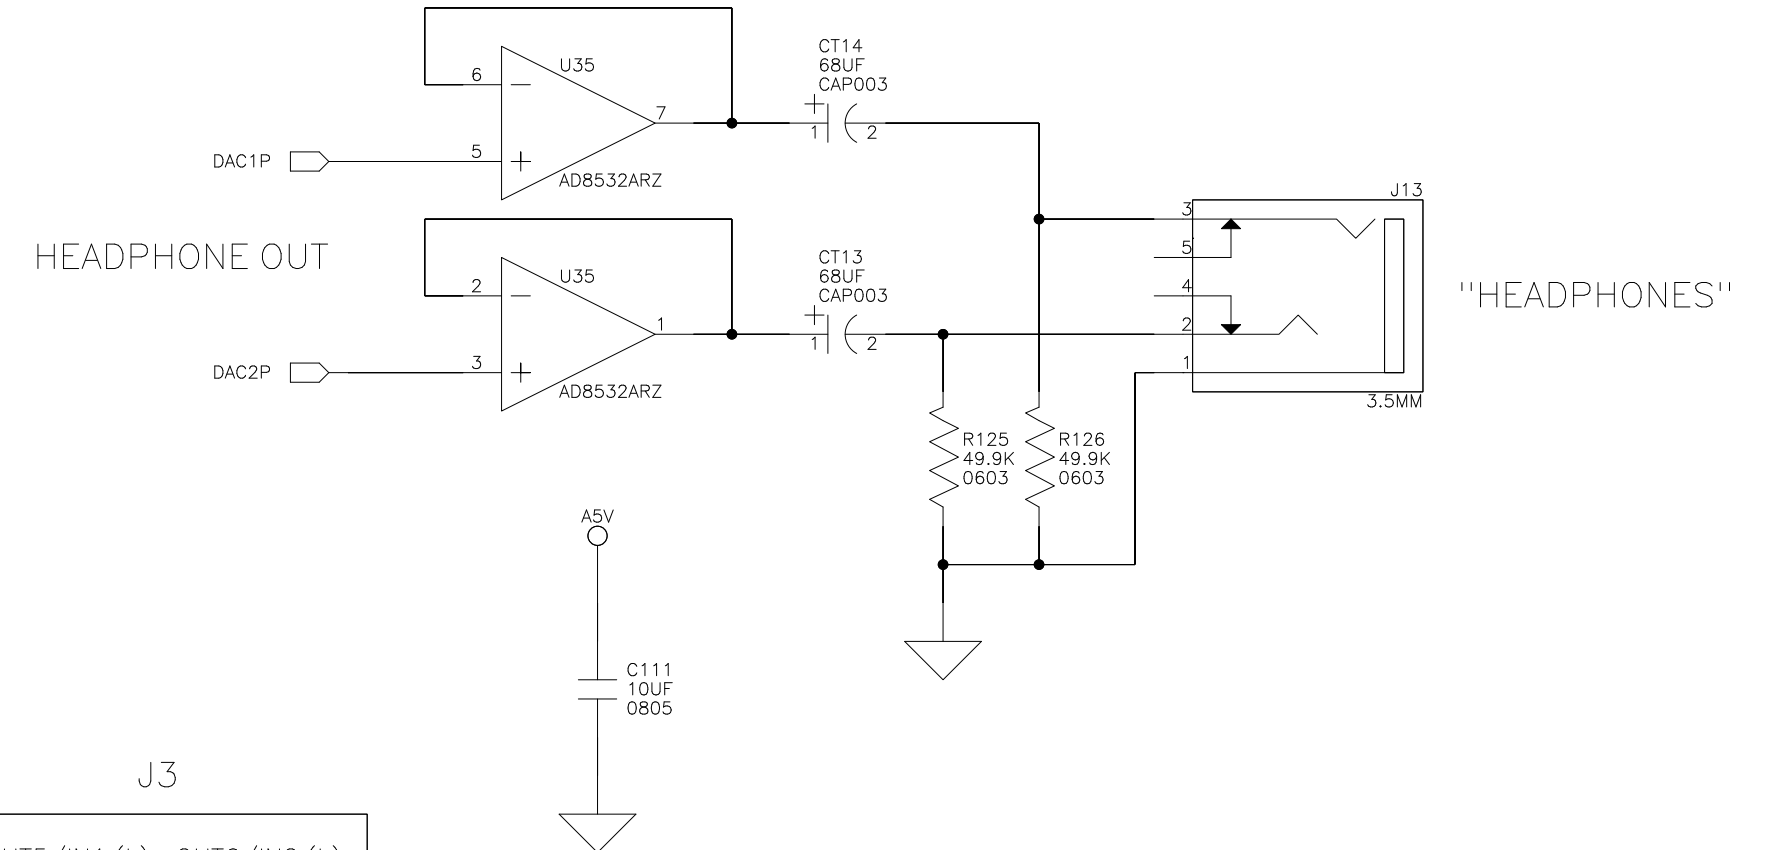 CT14
68UF
CAP003
U35
6
−
7
+
1
2
DAC1P
5
+
AD8532ARZ
J13
3
HEADPHONE OUT
5
CT13
68UF
CAP003
U35
2
−
4
"HEADPHONES"
1
+
1
2
2
DAC2P
3
+
1
AD8532ARZ
3.5MM
R125
49.9K
0603
R126
49.9K
0603
A5V
C111
10UF
0805
J3